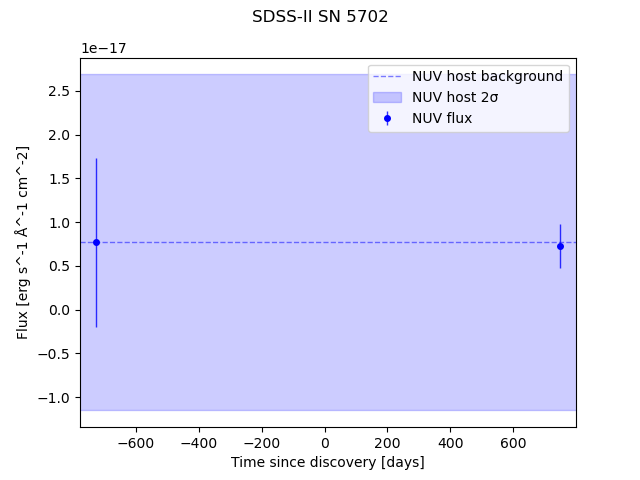 SDSS-II SN 5702
1e−17
NUV host background
NUV host 2σ
NUV flux
2.5
2.0
1.5
1.0
0.5
0.0
−0.5
−1.0
Flux [erg s^-1 Å^-1 cm^-2]
−600
−400
−200
0
200
400
600
Time since discovery [days]